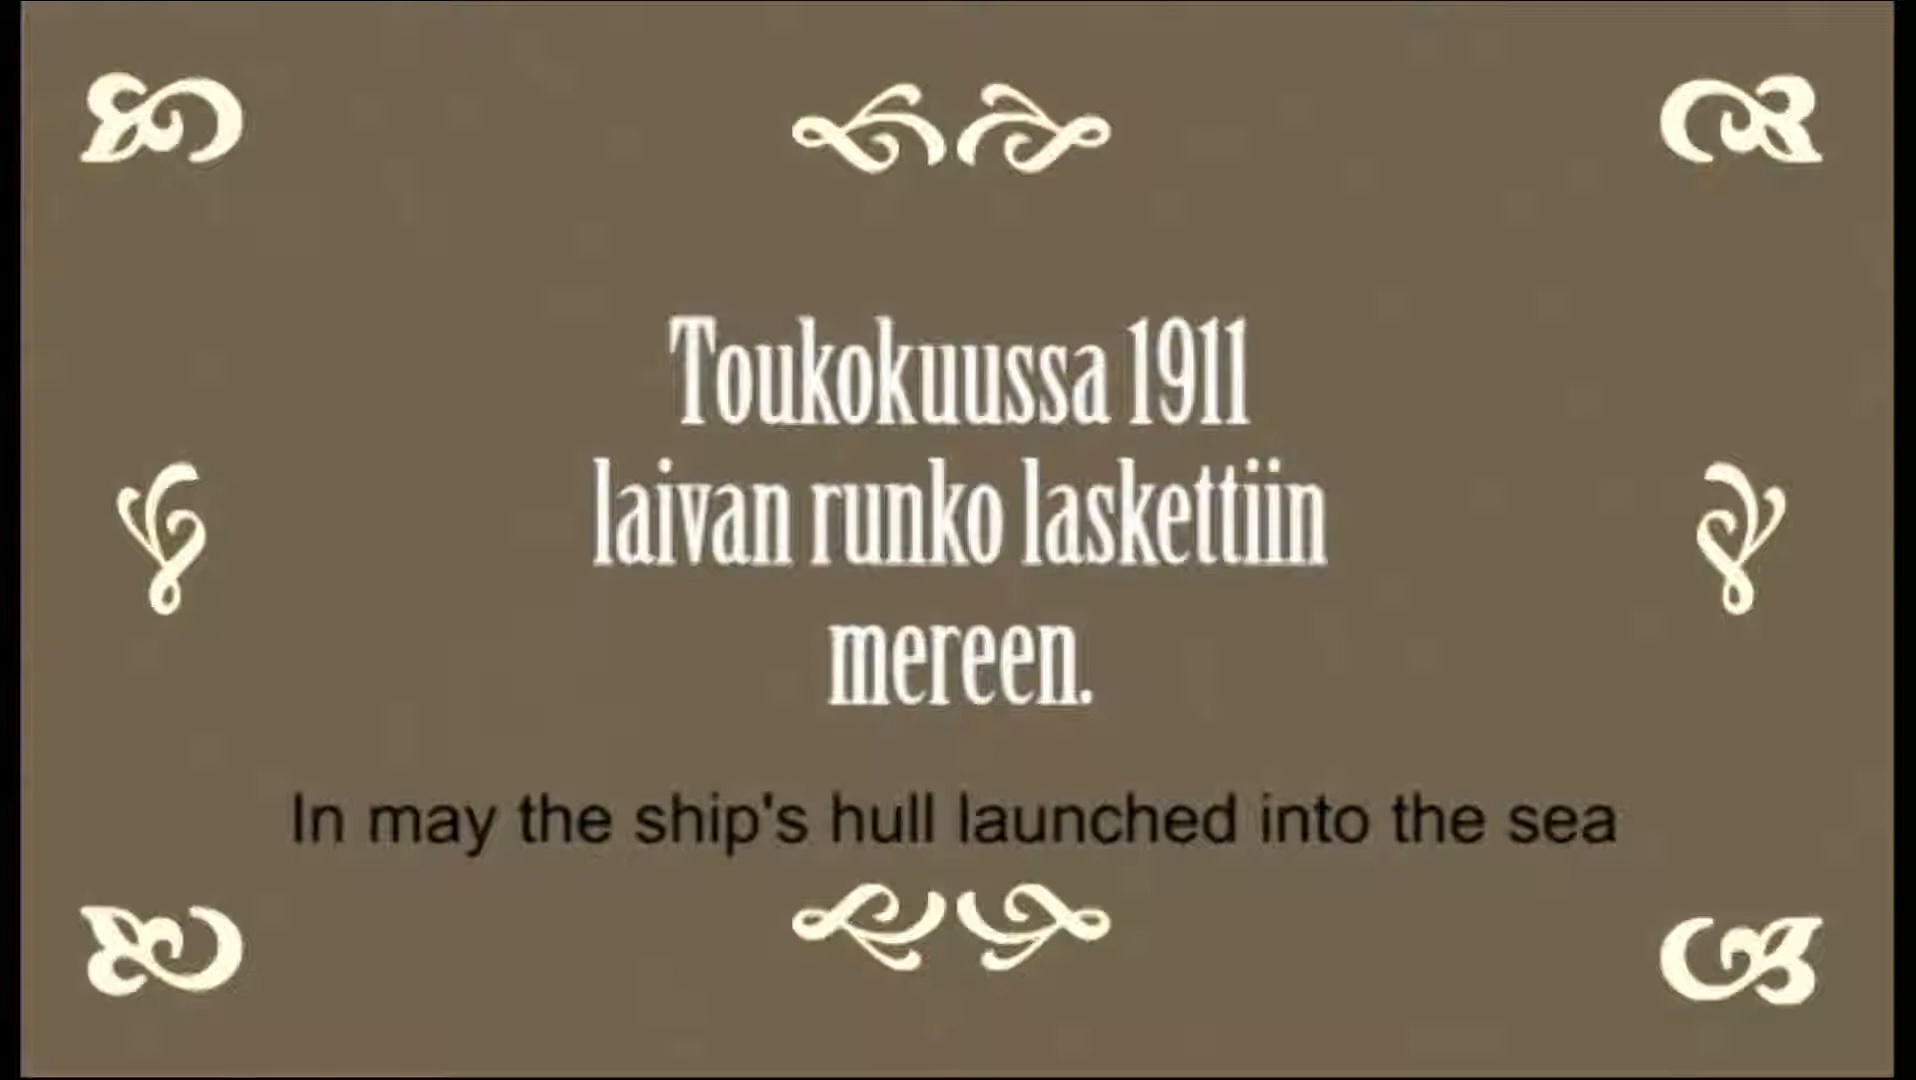 Toukokuussa 1911
laivan runko laskettiin
mereen.
In may the ship's hull launched into the sea